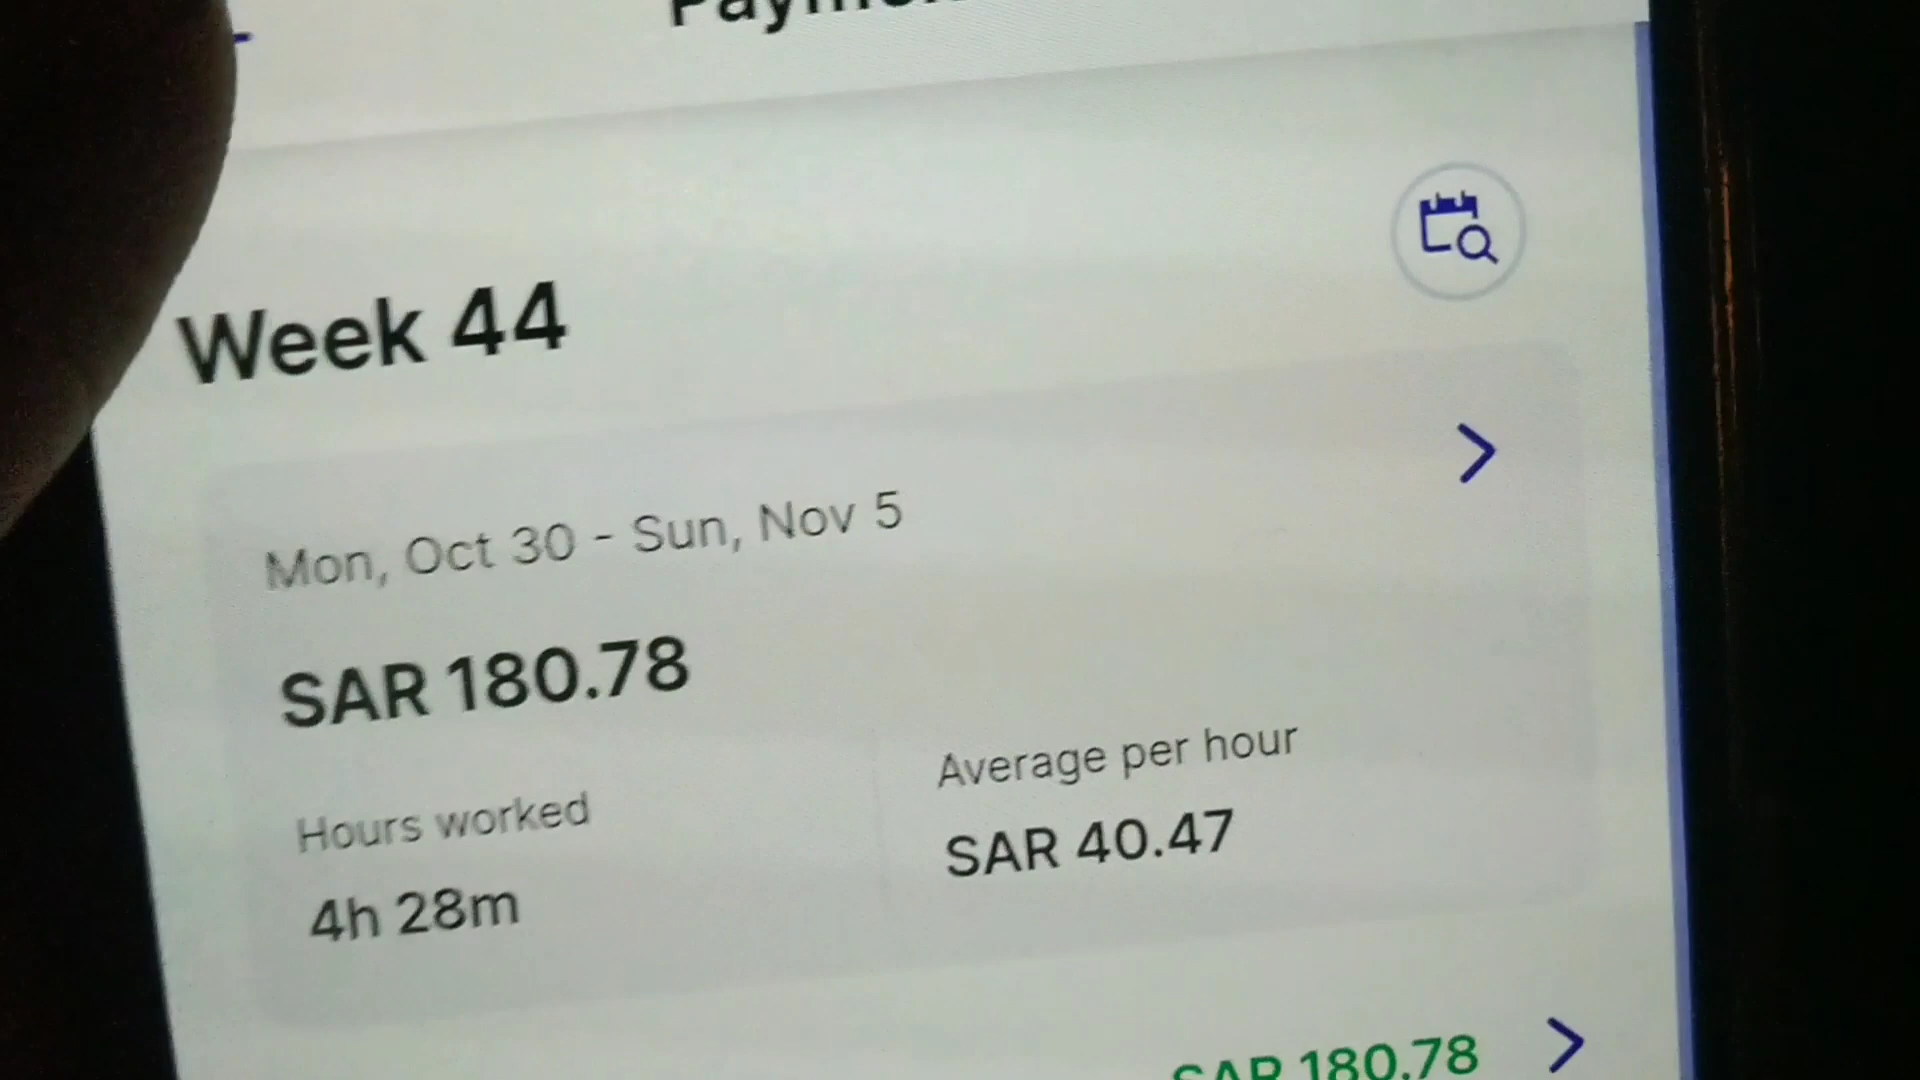 Week 44
Mon, Oct 30 - Sun, Nov 5
SAR 180.78
Hours worked
4h 28m
Average per hour
SAR 40.47
SAR 180.78